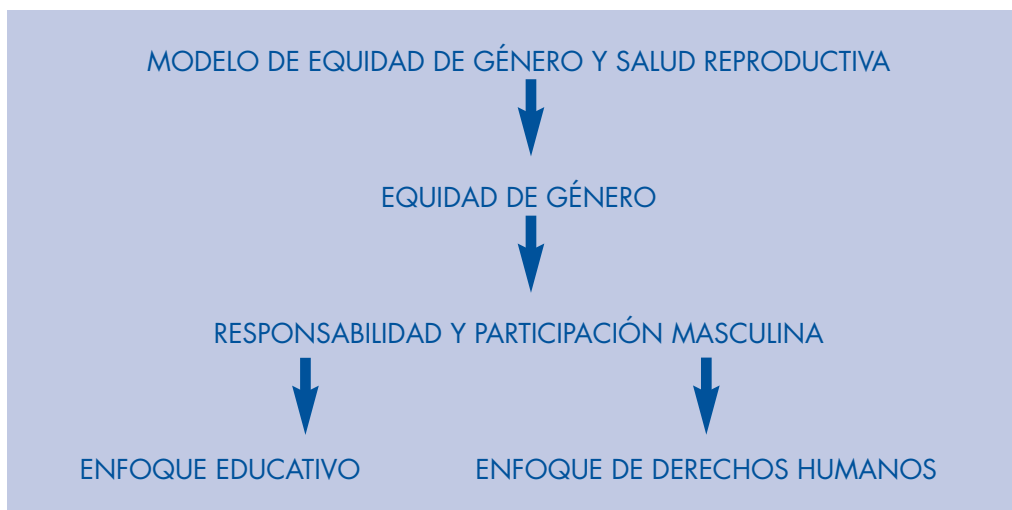 MODELO DE EQUIDAD DE GÉNERO Y SALUD REPRODUCTIVA
EQUIDAD DE GÉNERO
RESPONSABILIDAD Y PARTICIPACIÓN MASCULINA
ENFOQUE EDUCATIVO
ENFOQUE DE DERECHOS HUMANOS